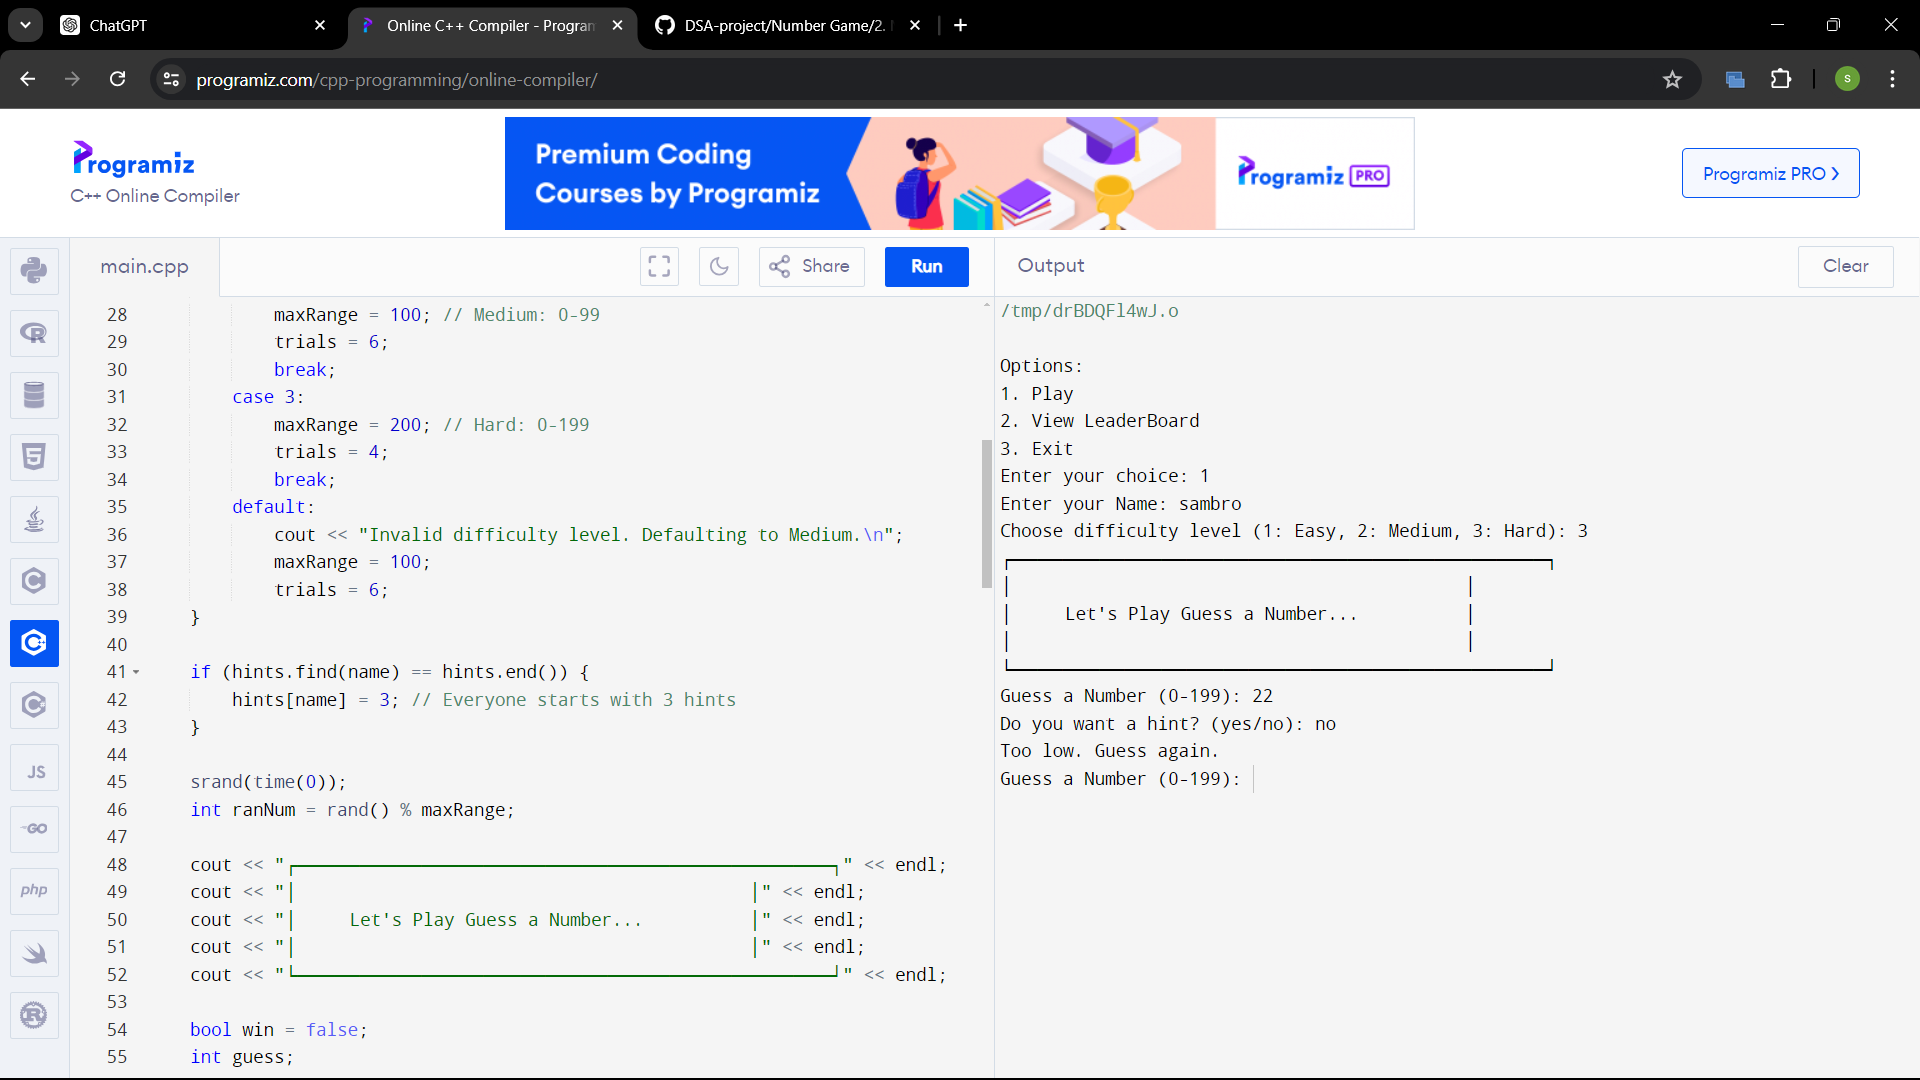 ChatGPT
Online C++ Compiler - Program
DSA-project/Number Game/2.
programiz.com/cpp-programming/online-compiler/
S
Programiz
C++ Online Compiler
Premium Coding
Courses by Programiz
Programiz PRO
Programiz PRO
main.cpp
Share
Run
Output
Clear
28 maxRange = 100; // Medium: 0-99
29 trials = 6;
30 break;
31 case 3:
32 maxRange = 200; // Hard: 0-199
33 trials = 4;
34 break;
35 default:
36 cout << "Invalid difficulty level. Defaulting to Medium.\n";
37 maxRange = 100;
38 trials = 6;
39 }
40
41 if (hints.find(name) == hints.end()) {
42 hints[name] = 3; // Everyone starts with 3 hints
43 }
44
45 srand(time(0));
46 int ranNum = rand() % maxRange;
47
48 cout << "┌──────────────────────────────────────────┐" << endl;
49 cout << "│ │" << endl;
50 cout << "│ Let's Play Guess a Number... │" << endl;
51 cout << "│ │" << endl;
52 cout << "└──────────────────────────────────────────┘" << endl;
53
54 bool win = false;
55 int guess;
JS
GO
php
/tmp/drBDQFl4wJ.o
Options:
1. Play
2. View LeaderBoard
3. Exit
Enter your choice: 1
Enter your Name: sambro
Choose difficulty level (1: Easy, 2: Medium, 3: Hard): 3
Let's Play Guess a Number...
Guess a Number (0-199): 22
Do you want a hint? (yes/no): no
Too low. Guess again.
Guess a Number (0-199):